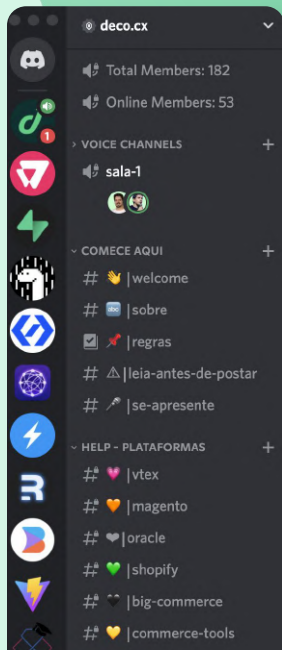 deco.cx
Total Members: 182
Online Members: 53
VOICE CHANNELS
sala-1
COMECE AQUI
👋|welcome
🔤|sobre
📌|regras
⚠|leia-antes-de-postar
🎤|se-apresente
HELP - PLATAFORMAS
💗|vtex
🧡|magento
❤|oracle
💚|shopify
🖤|big-commerce
💛|commerce-tools
1